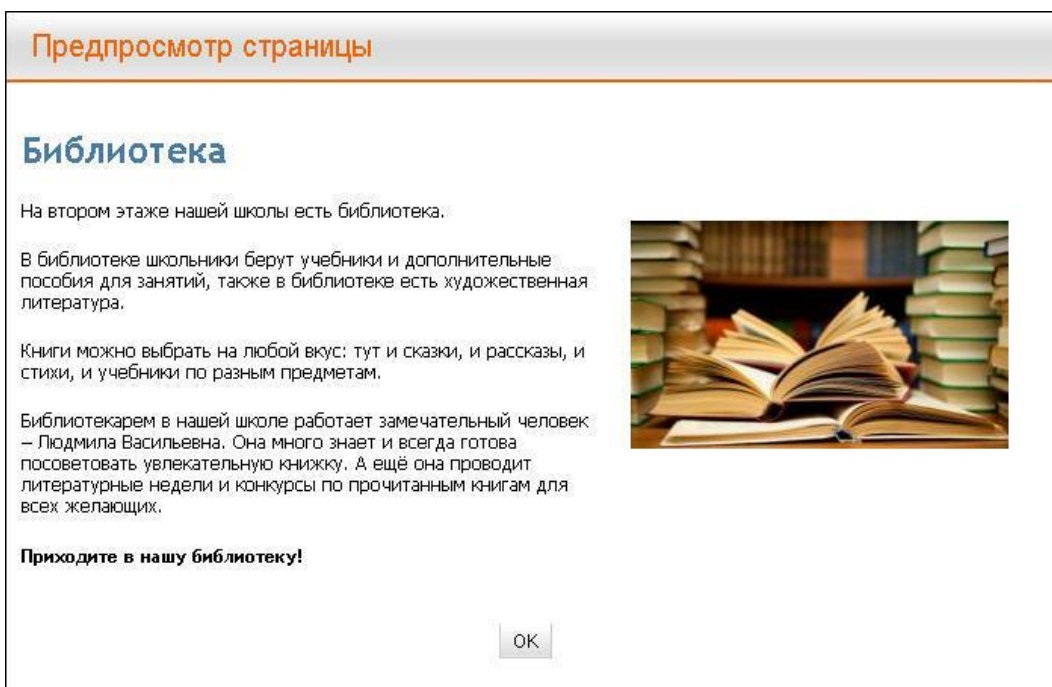 Предпросмотр страницы
Библиотека
На втором этаже нашей школы есть библиотека.
В библиотеке школьники берут учебники и дополнительные
пособия для занятий, также в библиотеке есть художественная
литература.
Книги можно выбрать на любой вкус: тут и сказки, и рассказы, и
стихи, и учебники по разным предметам.
Библиотекарем в нашей школе работает замечательный человек
– Людмила Васильевна. Она много знает и всегда готова
посоветовать увлекательную книжку. А ещё она проводит
литературные недели и конкурсы по прочитанным книгам для
всех желающих.
Приходите в нашу библиотеку!
OK